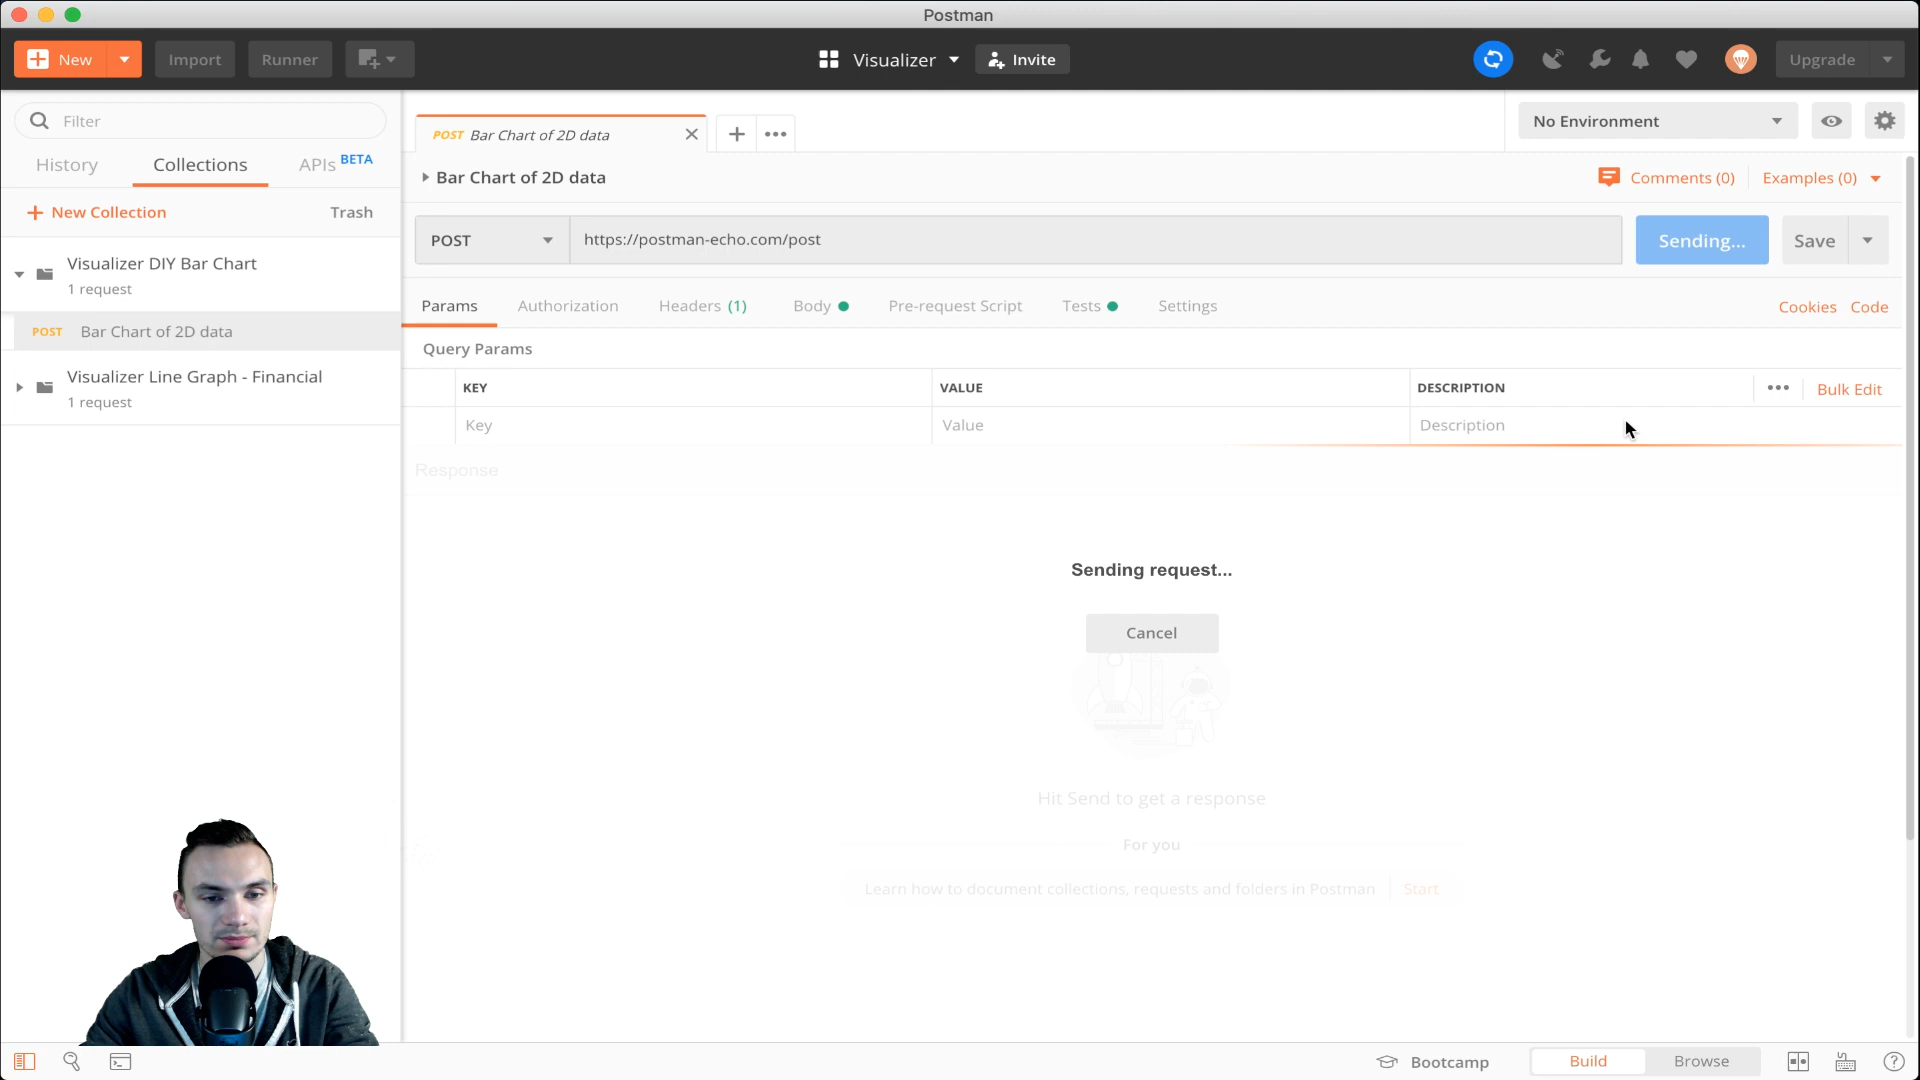 Postman
New
Import
Runner
Visualizer
Invite
Upgrade
Filter
POST Bar Chart of 2D data
No Environment
History
Collections
APIs BETA
Bar Chart of 2D data
Comments (0)
Examples (0)
New Collection
Trash
POST
https://postman-echo.com/post
Sending...
Save
Visualizer DIY Bar Chart
1 request
Params
Authorization
Headers (1)
Body
Pre-request Script
Tests
Settings
Cookies
Code
POST Bar Chart of 2D data
Query Params
Visualizer Line Graph - Financial
1 request
KEY
VALUE
DESCRIPTION
Bulk Edit
Key
Value
Description
Response
Sending request...
Cancel
Hit Send to get a response
For you
Learn how to document collections, requests and folders in Postman
Start
Bootcamp
Build
Browse